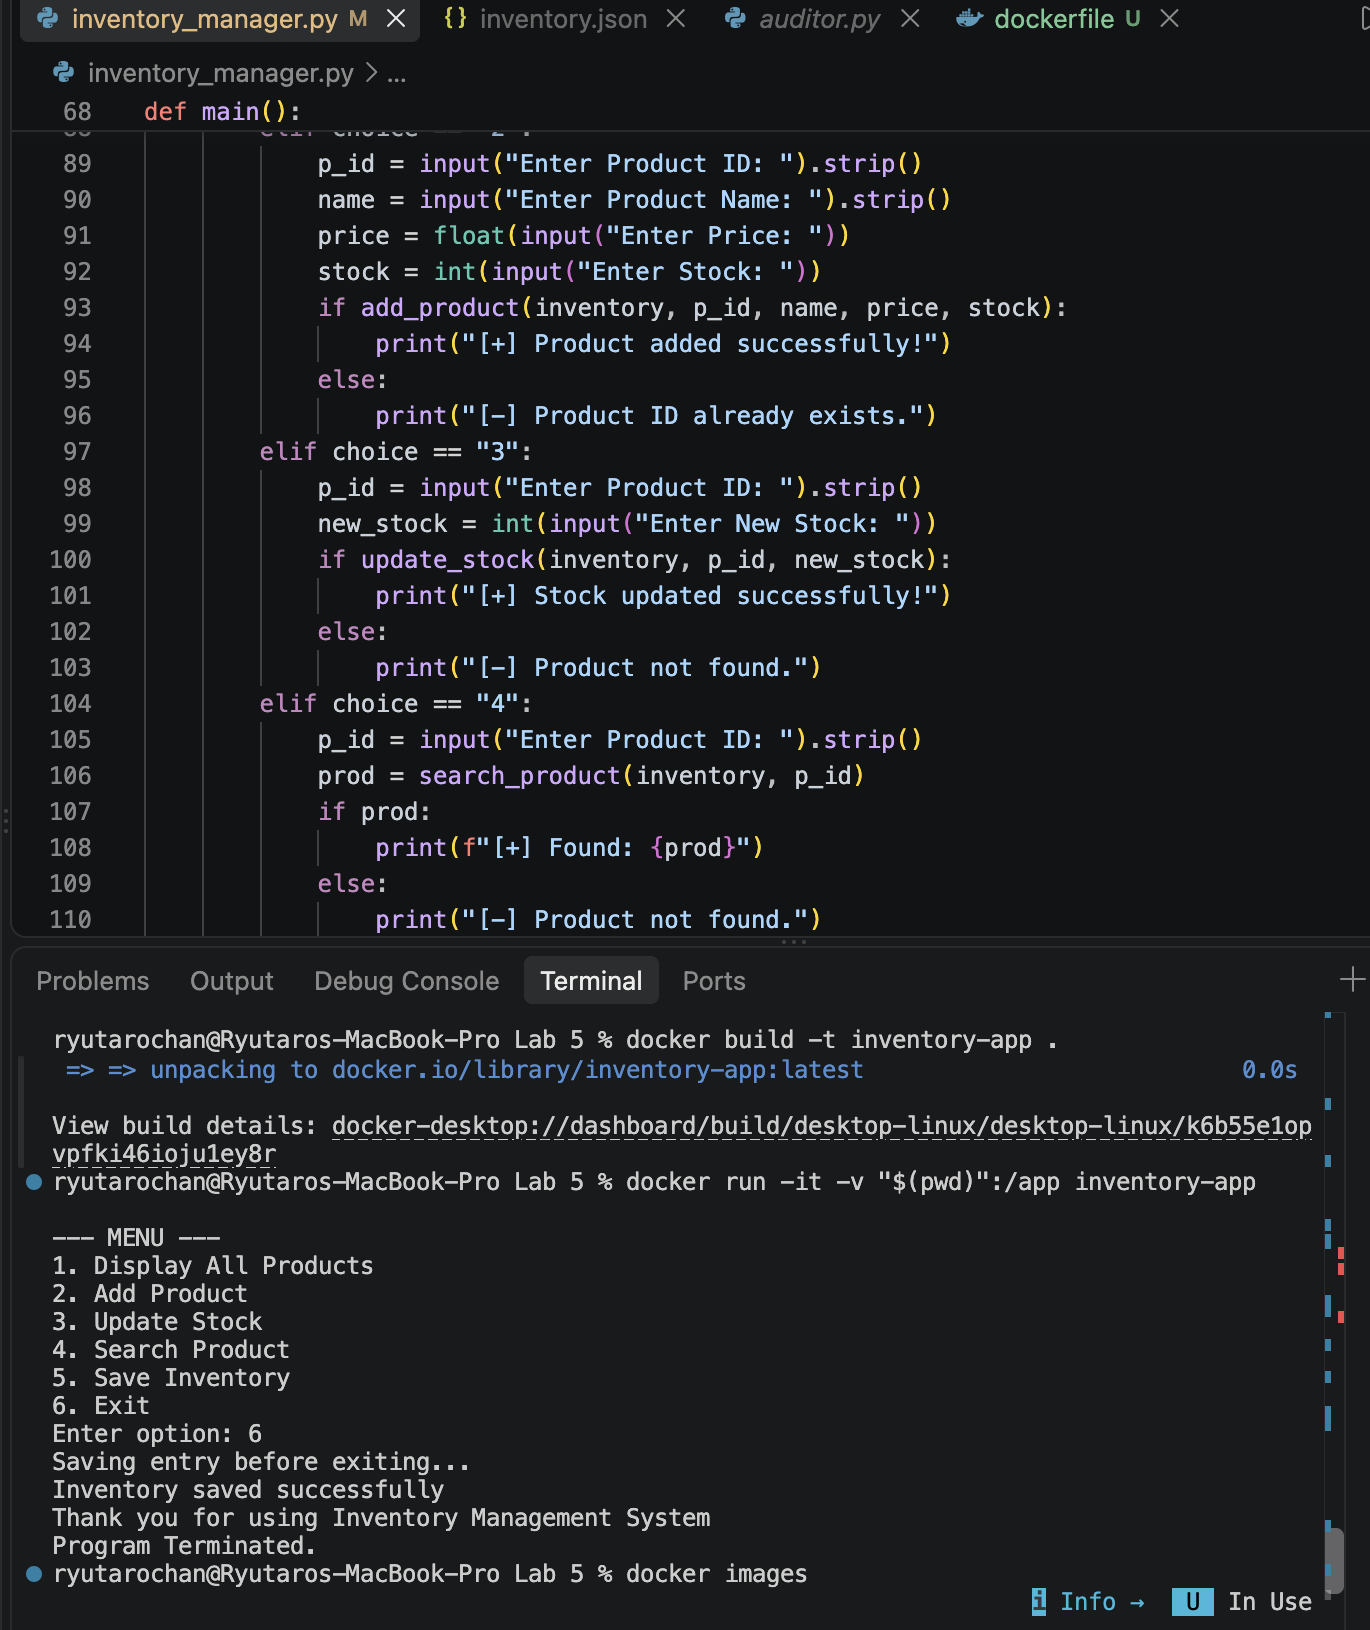 inventory_manager.py M
inventory.json
auditor.py
dockerfile U
inventory_manager.py > ...
68 def main():
88 elif choice == "2":
89 p_id = input("Enter Product ID: ").strip()
90 name = input("Enter Product Name: ").strip()
91 price = float(input("Enter Price: "))
92 stock = int(input("Enter Stock: "))
93 if add_product(inventory, p_id, name, price, stock):
94 print("[+] Product added successfully!")
95 else:
96 print("[-] Product ID already exists.")
97 elif choice == "3":
98 p_id = input("Enter Product ID: ").strip()
99 new_stock = int(input("Enter New Stock: "))
100 if update_stock(inventory, p_id, new_stock):
101 print("[+] Stock updated successfully!")
102 else:
103 print("[-] Product not found.")
104 elif choice == "4":
105 p_id = input("Enter Product ID: ").strip()
106 prod = search_product(inventory, p_id)
107 if prod:
108 print(f"[+] Found: {prod}")
109 else:
110 print("[-] Product not found.")
Problems Output Debug Console Terminal Ports
ryutarochan@Ryutaros-MacBook-Pro Lab 5 % docker build -t inventory-app .
=> => unpacking to docker.io/library/inventory-app:latest 0.0s
View build details: docker-desktop://dashboard/build/desktop-linux/desktop-linux/k6b55e1op
vpfki46ioju1ey8r
ryutarochan@Ryutaros-MacBook-Pro Lab 5 % docker run -it -v "$(pwd)":/app inventory-app
--- MENU ---
1. Display All Products
2. Add Product
3. Update Stock
4. Search Product
5. Save Inventory
6. Exit
Enter option: 6
Saving entry before exiting...
Inventory saved successfully
Thank you for using Inventory Management System
Program Terminated.
ryutarochan@Ryutaros-MacBook-Pro Lab 5 % docker images
i Info → U In Use